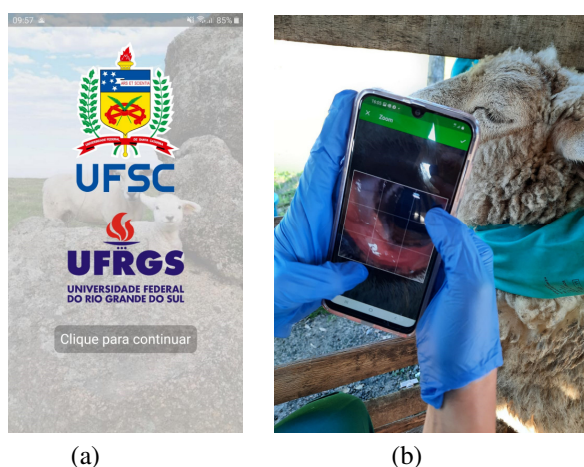 09:57
85%
UFSC
UFRGS
UNIVERSIDADE FEDERAL
DO RIO GRANDE DO SUL
Clique para continuar
Zoom
(a)
(b)